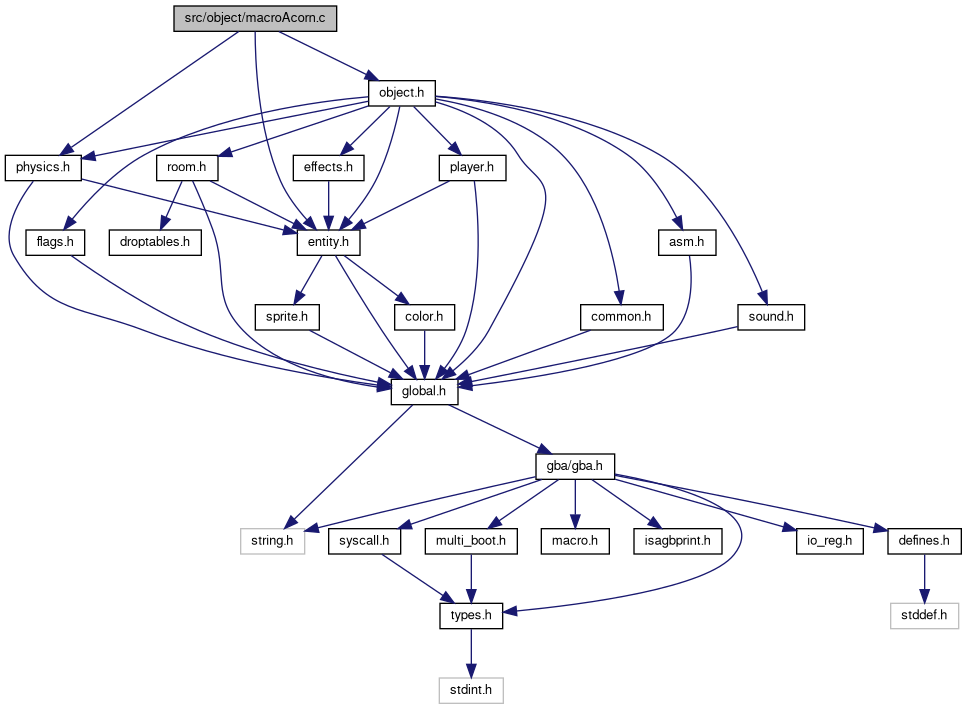 src/object/macroAcorn.c
object.h
physics.h
room.h
effects.h
player.h
flags.h
droptables.h
entity.h
asm.h
sprite.h
color.h
common.h
sound.h
global.h
gba/gba.h
string.h
syscall.h
multi_boot.h
macro.h
isagbprint.h
io_reg.h
defines.h
types.h
stddef.h
stdint.h